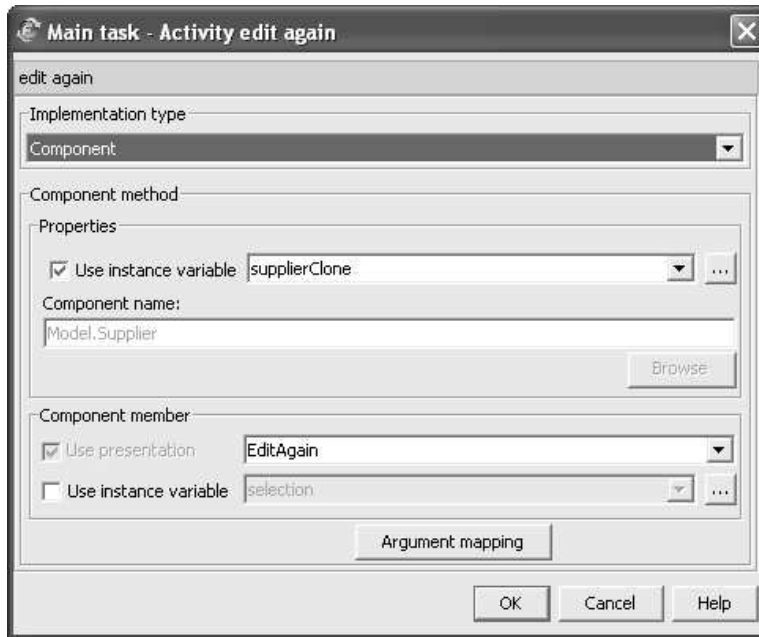 Main task - Activity edit again
edit again
Implementation type
Component
Component method
Properties
Use instance variable supplierClone ...
Component name:
Model.Supplier
Browse
Component member
Use presentation EditAgain
Use instance variable selection ...
Argument mapping
OK Cancel Help